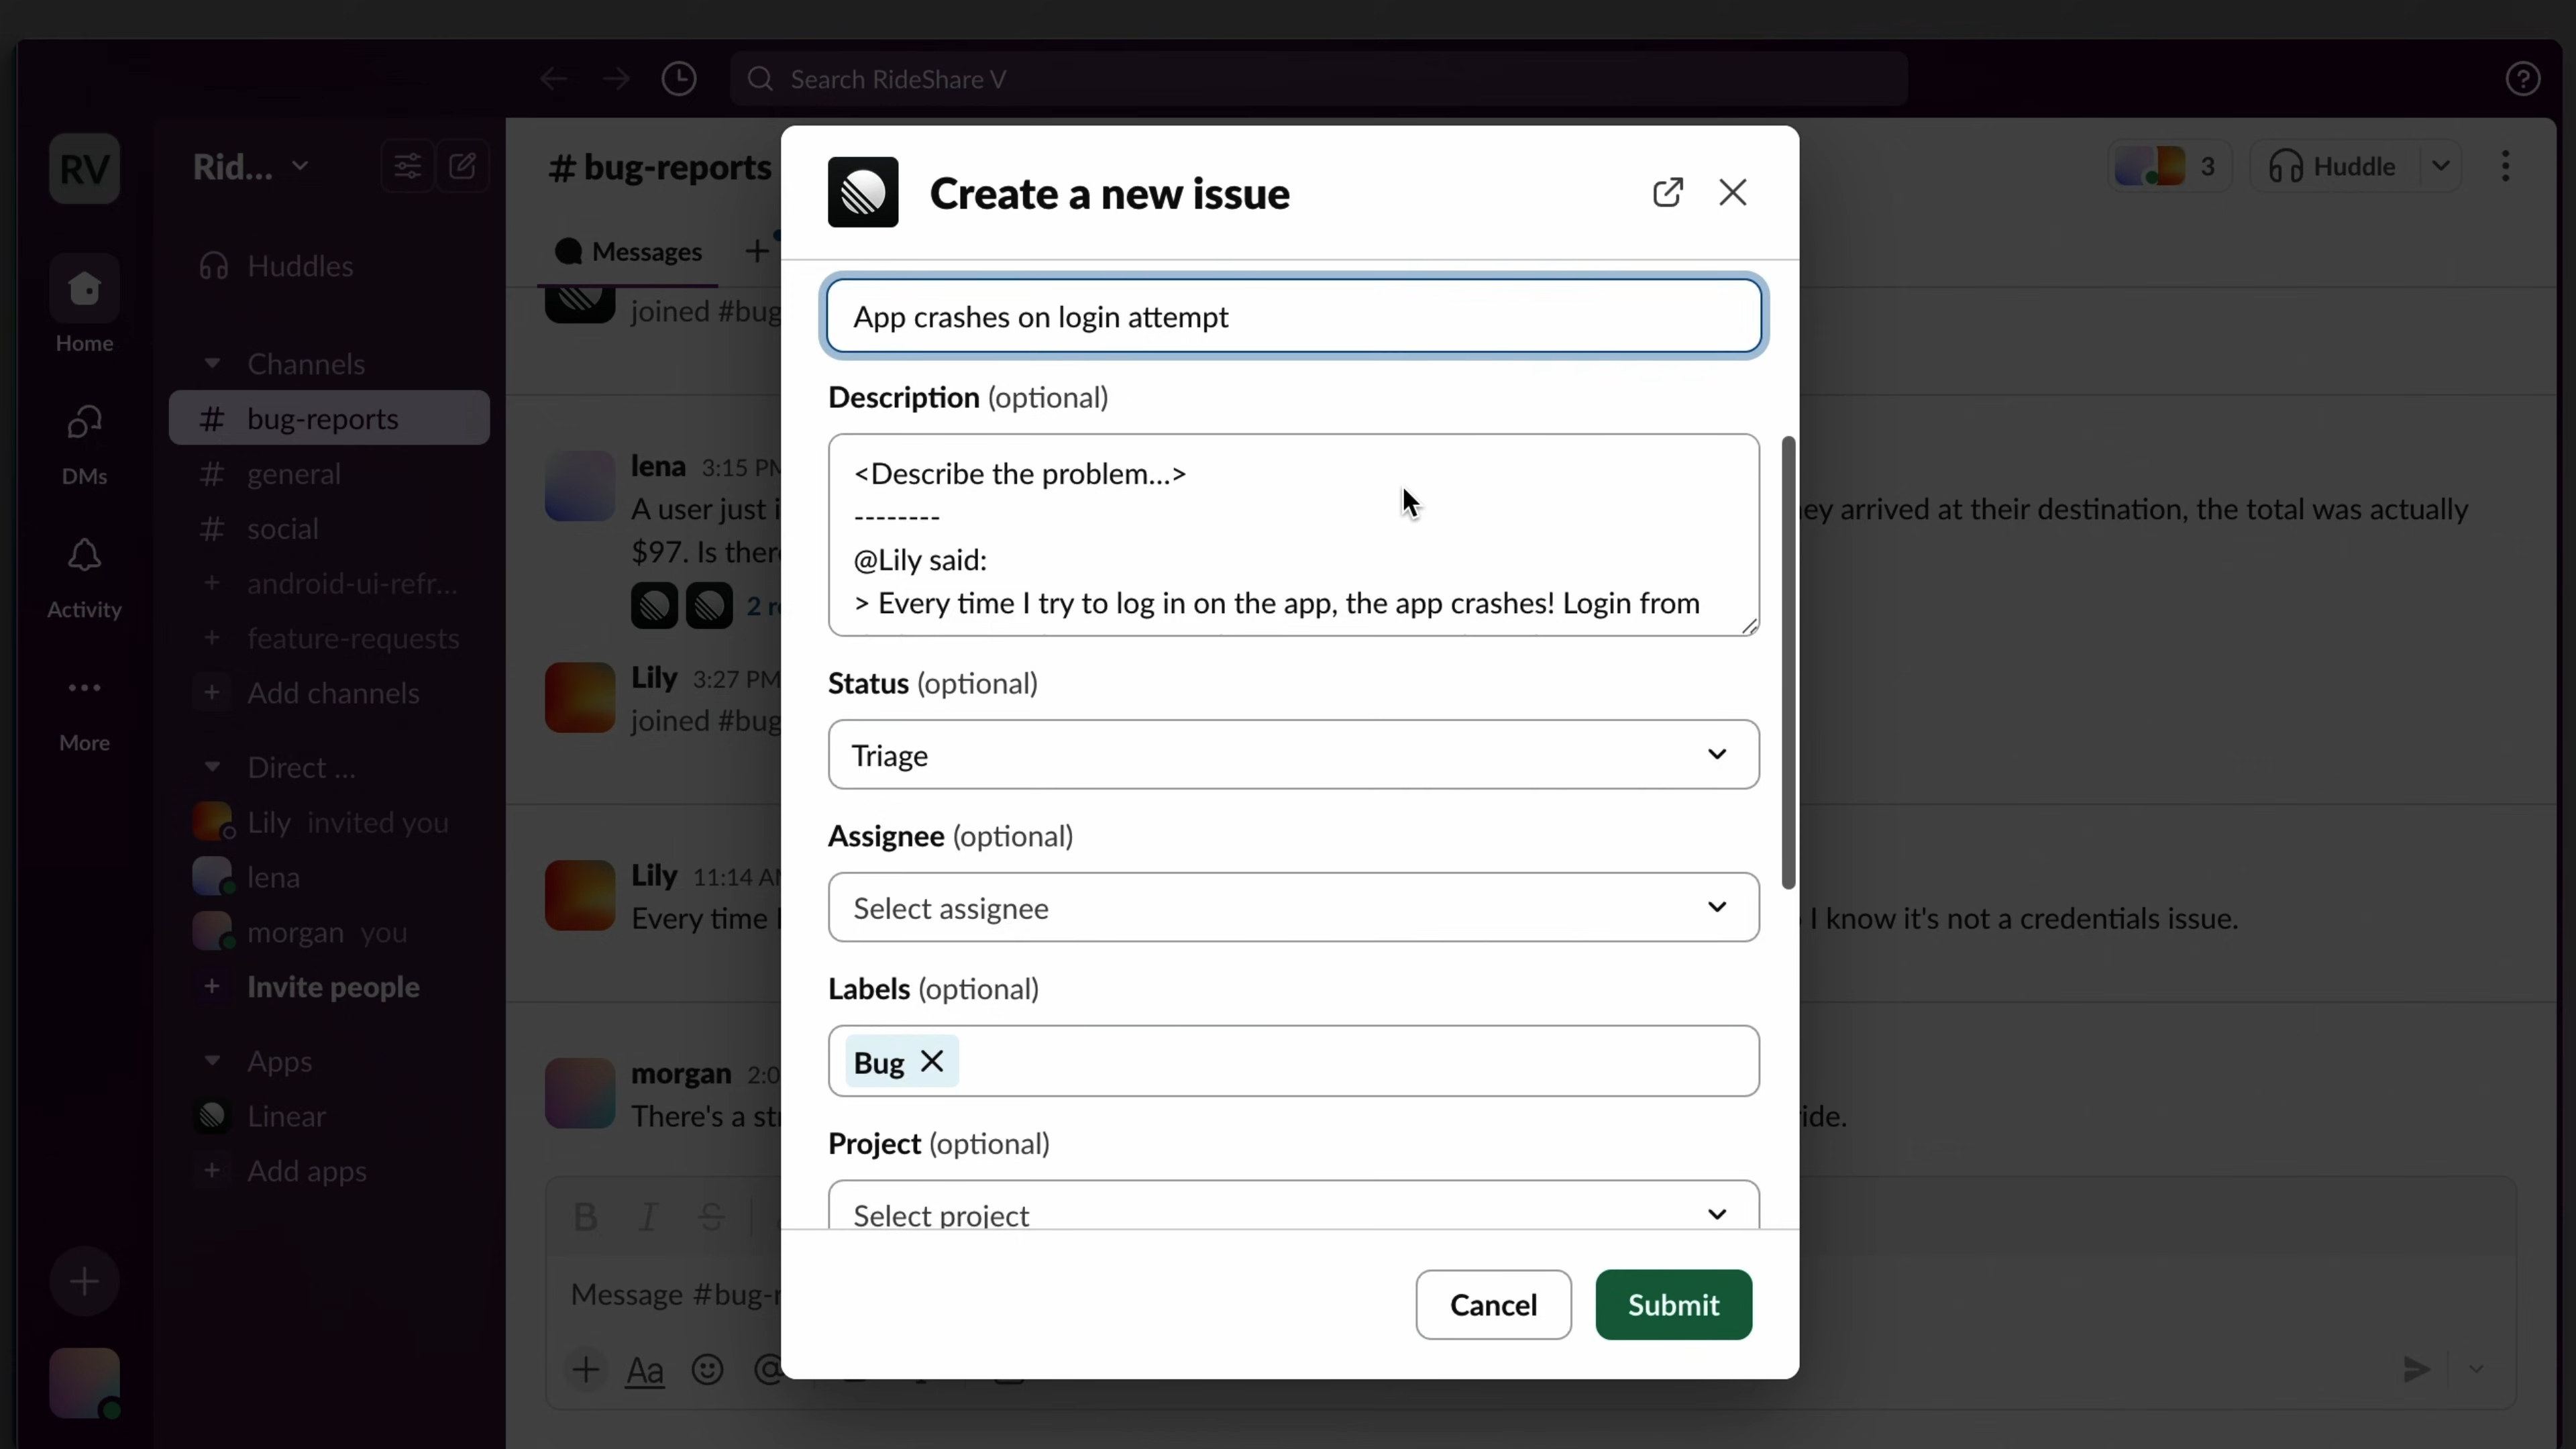 Search RideShare V
RV
Rid...
Home
DMs
Activity
More
Huddles
Channels
# bug-reports
# general
# social
+ android-ui-refr...
+ feature-requests
+ Add channels
Direct ...
Lily invited you
lena
morgan you
+ Invite people
Apps
Linear
+ Add apps
# bug-reports
3
Huddle
Messages
joined #bug
lena 3:15 PM
A user just i
ey arrived at their destination, the total was actually
$97. Is ther
2 r
Lily 3:27 PM
joined #bug
Lily 11:14 A
Every time I
I know it's not a credentials issue.
morgan 2:0
There's a st
ide.
B I S
Message #bug-r
+ Aa @
Create a new issue
App crashes on login attempt
Description (optional)
<Describe the problem...>
--------
@Lily said:
> Every time I try to log in on the app, the app crashes! Login from
Status (optional)
Triage
Assignee (optional)
Select assignee
Labels (optional)
Bug
Project (optional)
Select project
Cancel
Submit